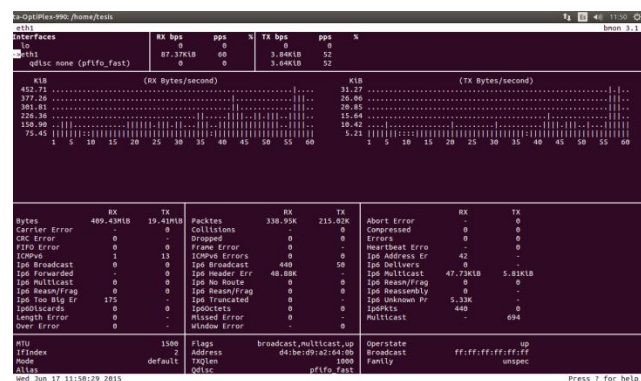 ta-OptiPlex-990: /home/tesis
Es
11:50
eth1 bmon 3.1
Interfaces RX bps pps % TX bps pps %
lo 0 0 0 0
->eth1 87.37KiB 60 3.84KiB 52
qdisc none (pfifo_fast) 0 0 3.64KiB 52
KiB (RX Bytes/second) KiB (TX Bytes/second)
452.71 31.27
377.26 26.06
301.81 20.85
226.36 15.64
150.90 10.42
75.45 5.21
1 5 10 15 20 25 30 35 40 45 50 55 60 1 5 10 15 20 25 30 35 40 45 50 55 60
RX TX RX TX RX TX
Bytes 409.43MiB 19.41MiB Packtes 338.95K 215.02K Abort Error - 0
Carrier Error - 0 Collisions - 0 Compressed 0 0
CRC Error 0 - Dropped 0 0 Errors 0 0
FIFO Error 0 0 Frame Error 0 - Heartbeat Erro - 0
ICMPv6 1 13 ICMPv6 Errors 0 0 Ip6 Address Er 42 -
Ip6 Broadcast 0 0 Ip6 Broadcast 440 50 Ip6 Delivers 0 -
Ip6 Forwarded - 0 Ip6 Header Err 48.88K - Ip6 Multicast 47.73KiB 5.81KiB
Ip6 Multicast 0 0 Ip6 No Route 0 0 Ip6 Reasm/Frag 0 0
Ip6 Reasm/Frag 0 0 Ip6 Reasm/Frag 0 0 Ip6 Reassembly 0 -
Ip6 Too Big Er 175 - Ip6 Truncated 0 - Ip6 Unknown Pr 5.33K -
Ip6Discards 0 0 Ip6Octets 0 0 Ip6Pkts 440 0
Length Error 0 - Missed Error 0 - Multicast - 694
Over Error 0 - Window Error - 0
MTU 1500 Flags broadcast,multicast,up Operstate up
IfIndex 2 Address d4:be:d9:a2:64:0b Broadcast ff:ff:ff:ff:ff:ff
Mode default TXQlen 1000 Family unspec
Alias Qdisc pfifo_fast
Wed Jun 17 11:50:29 2015 Press ? for help